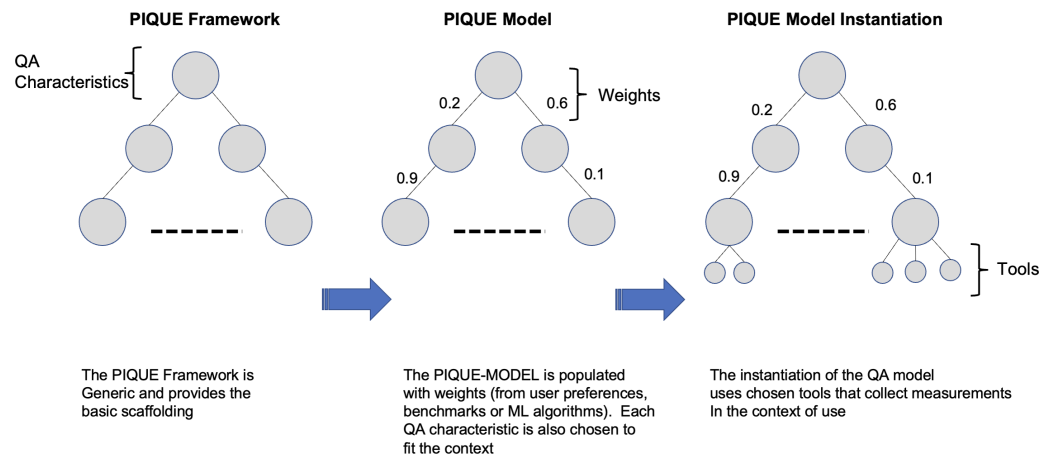 PIQUE Framework
PIQUE Model
PIQUE Model Instantiation
QA
Characteristics
0.2
0.6
Weights
0.9
0.1
0.2
0.6
0.9
0.1
Tools
The PIQUE Framework is
Generic and provides the
basic scaffolding
The PIQUE-MODEL is populated
with weights (from user preferences,
benchmarks or ML algorithms).  Each
QA characteristic is also chosen to
fit the context
The instantiation of the QA model
uses chosen tools that collect measurements
In the context of use